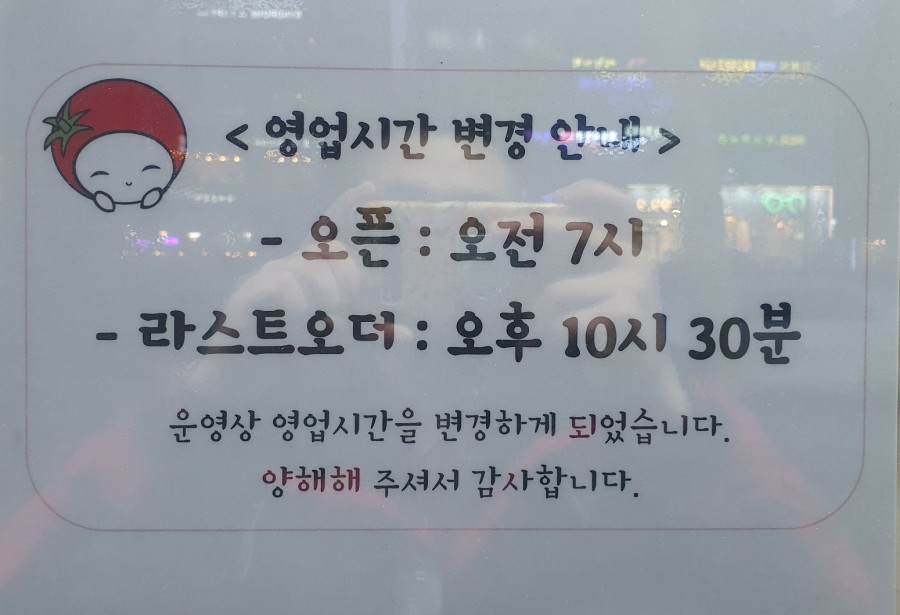 < 영업시간 변경 안내 >
- 오픈 : 오전 7시
- 라스트오더 : 오후 10시 30분
운영상 영업시간을 변경하게 되었습니다.
양해해 주셔서 감사합니다.